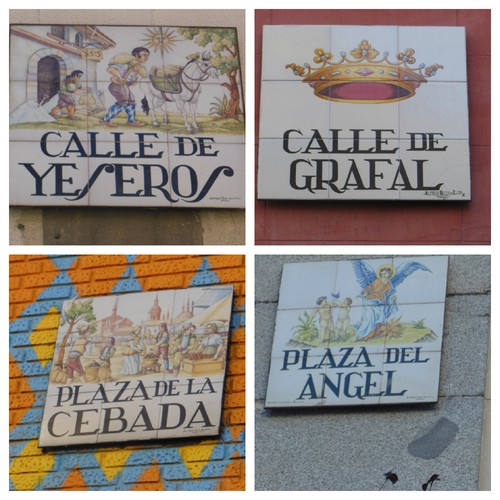 CALLE DE
YESEROS
CALLE DE
GRAFAL
PLAZA DE LA
CEBADA
PLAZA DEL
ANGEL